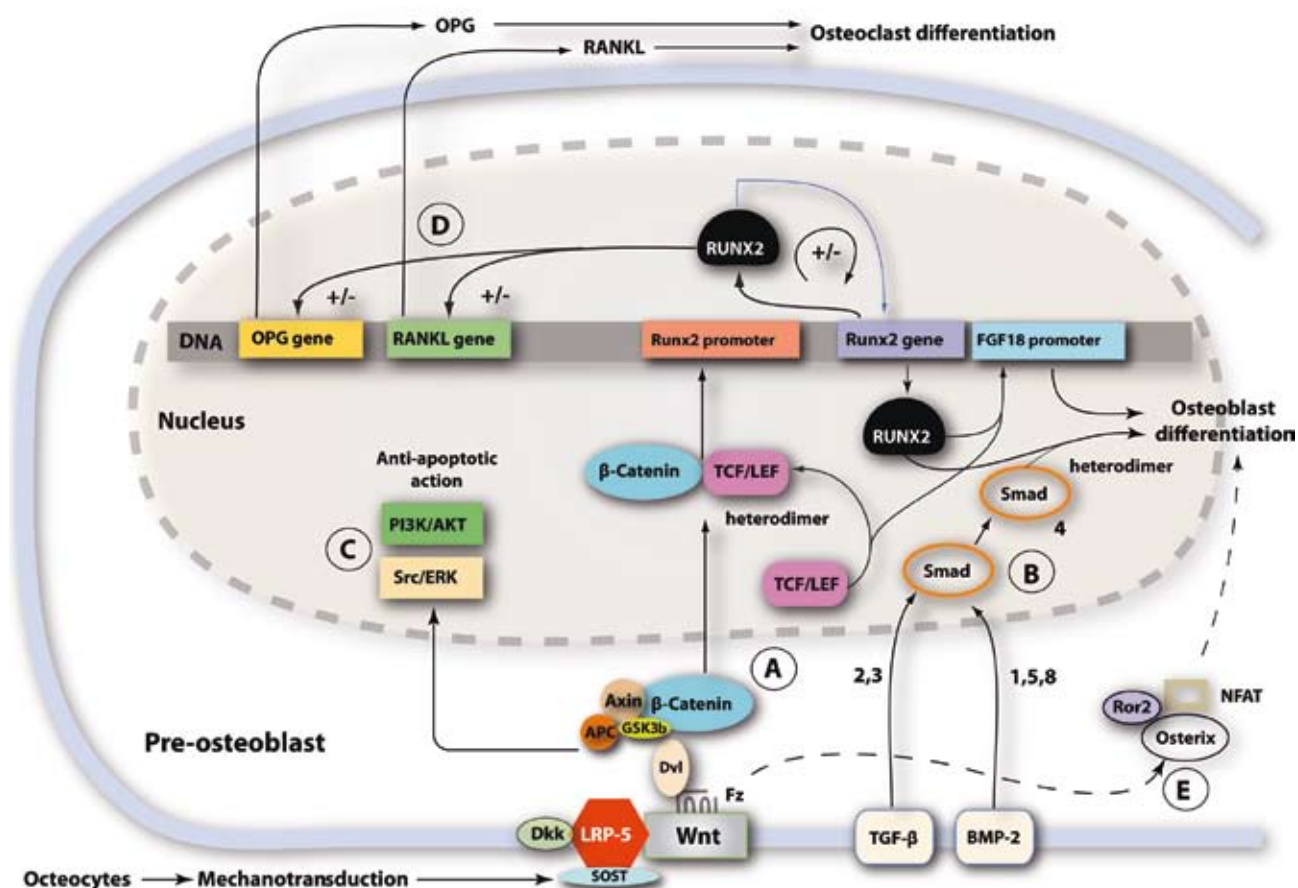 OPG
Osteoclast differentiation
RANKL
D
RUNX2
+/-
+/-
+/-
DNA
OPG gene
RANKL gene
Runx2 promoter
Runx2 gene
FGF18 promoter
Nucleus
RUNX2
Osteoblast
differentiation
Anti-apoptotic
action
β-Catenin
TCF/LEF
heterodimer
Smad
4
PI3K/AKT
heterodimer
C
Src/ERK
TCF/LEF
Smad
B
A
2,3
1,5,8
Axin
β-Catenin
APC
GSK3b
Ror2
NFAT
Osterix
Pre-osteoblast
Dvl
E
Fz
Dkk
LRP-5
Wnt
TGF-β
BMP-2
SOST
Octeocytes
Mechanotransduction